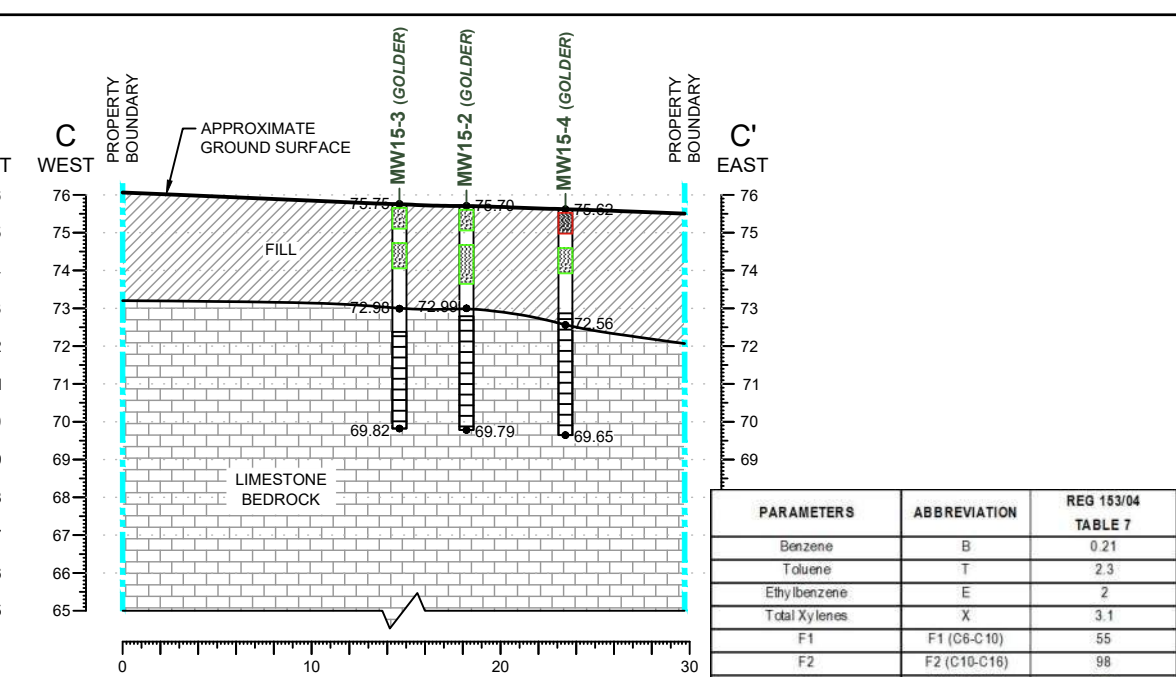 C
WEST
PROPERTY
BOUNDARY
APPROXIMATE
GROUND SURFACE
MW15-3 (GOLDER)
MW15-2 (GOLDER)
MW15-4 (GOLDER)
PROPERTY
BOUNDARY
C'
EAST
T
76
75
74
73
72
71
70
69
68
67
66
65
75.75
75.70
75.62
FILL
72.98
72.99
72.56
69.82
69.79
69.65
LIMESTONE
BEDROCK
76
75
74
73
72
71
70
69
0 10 20 30
PARAMETERS ABBREVIATION REG 153/04 TABLE 7
Benzene B 0.21
Toluene T 2.3
Ethylbenzene E 2
Total Xylenes X 3.1
F1 F1 (C6-C10) 55
F2 F2 (C10-C16) 98